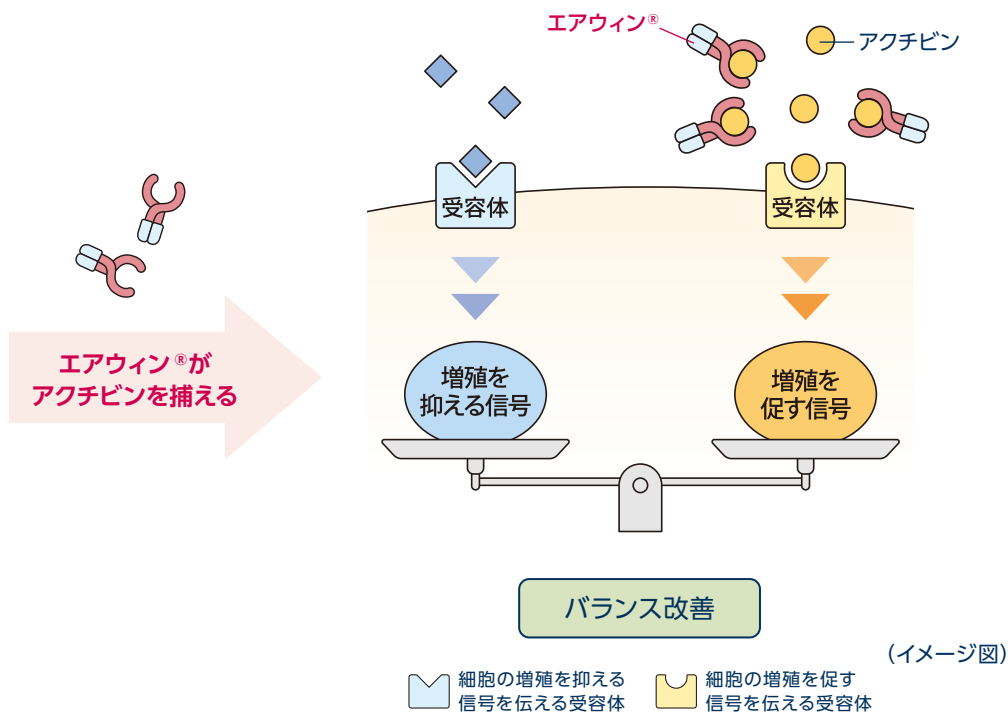 エアウィン®
アクチビン
受容体
受容体
エアウィン®が
アクチビンを捕える
増殖を
抑える信号
増殖を
促す信号
バランス改善
(イメージ図)
細胞の増殖を抑える
信号を伝える受容体
細胞の増殖を促す
信号を伝える受容体